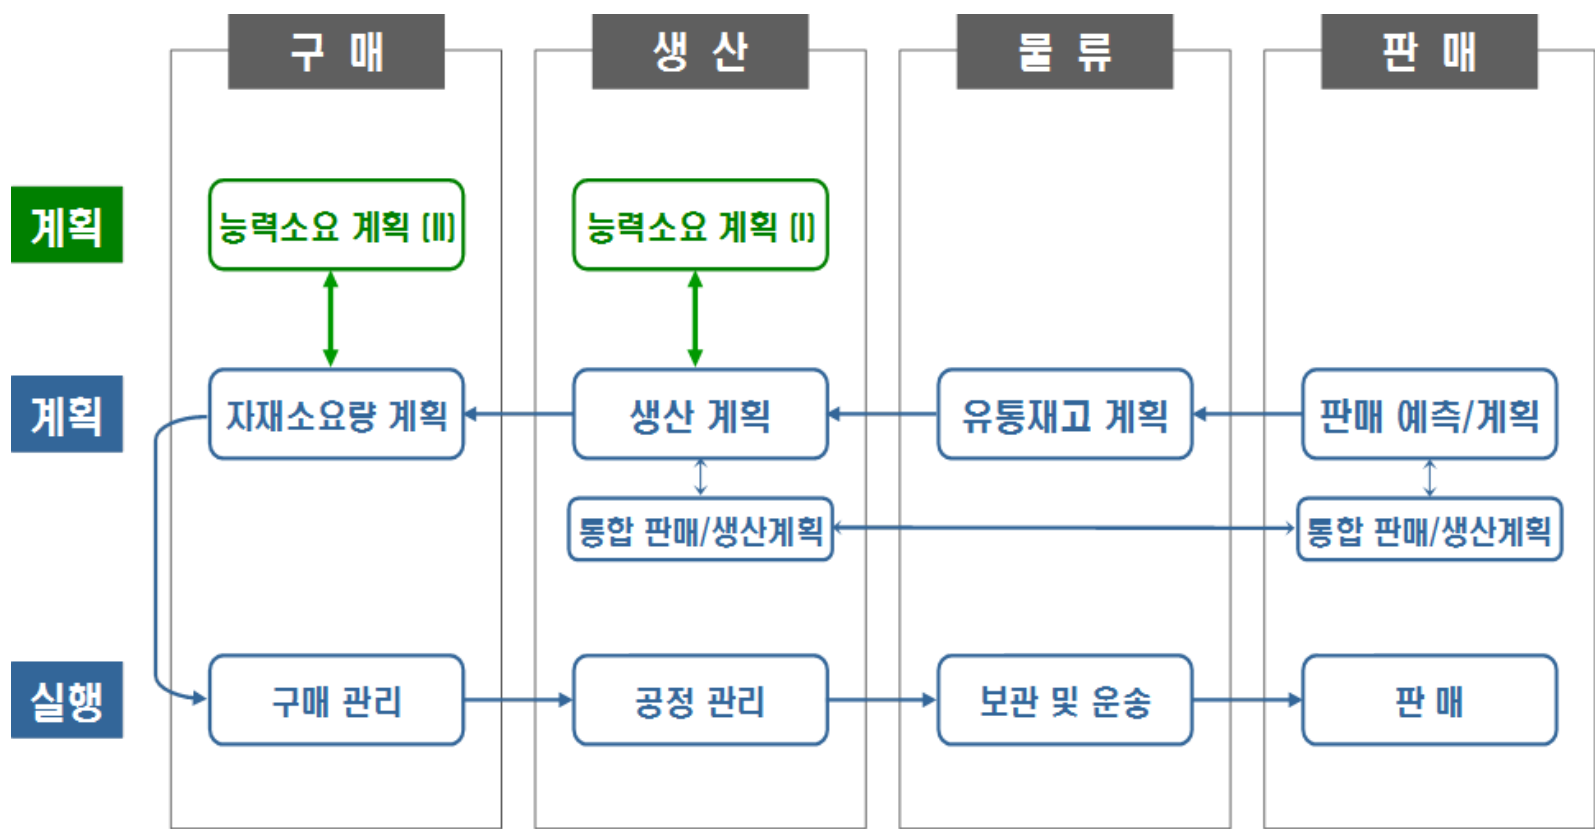 구 매
생 산
물 류
판 매
계획
능력소요 계획 (II)
능력소요 계획 (I)
계획
자재소요량 계획
생산 계획
유통재고 계획
판매 예측/계획
통합 판매/생산계획
통합 판매/생산계획
실행
구매 관리
공정 관리
보관 및 운송
판 매